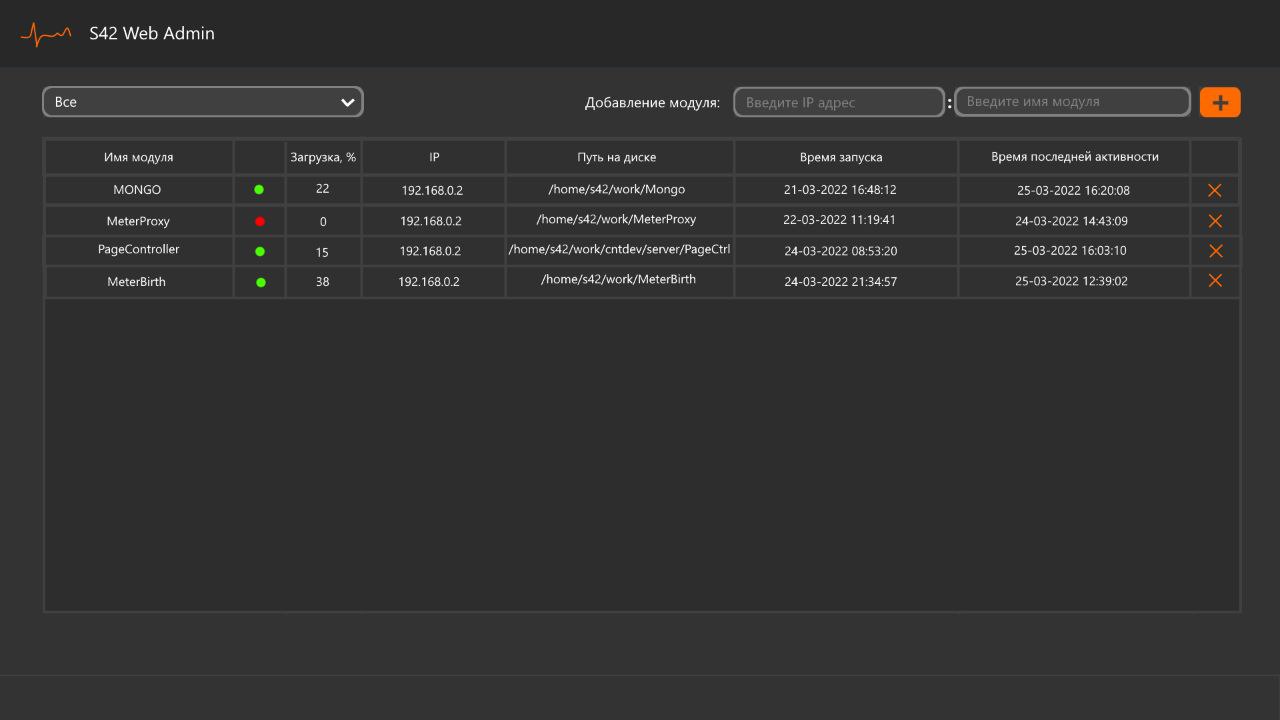 S42 Web Admin
Все Добавление модуля: Введите IP адрес : Введите имя модуля +
Имя модуля Загрузка, % IP Путь на диске Время запуска Время последней активности
MONGO 22 192.168.0.2 /home/s42/work/Mongo 21-03-2022 16:48:12 25-03-2022 16:20:08
MeterProxy 0 192.168.0.2 /home/s42/work/MeterProxy 22-03-2022 11:19:41 24-03-2022 14:43:09
PageController 15 192.168.0.2 /home/s42/work/cntdev/server/PageCtrl 24-03-2022 08:53:20 25-03-2022 16:03:10
MeterBirth 38 192.168.0.2 /home/s42/work/MeterBirth 24-03-2022 21:34:57 25-03-2022 12:39:02